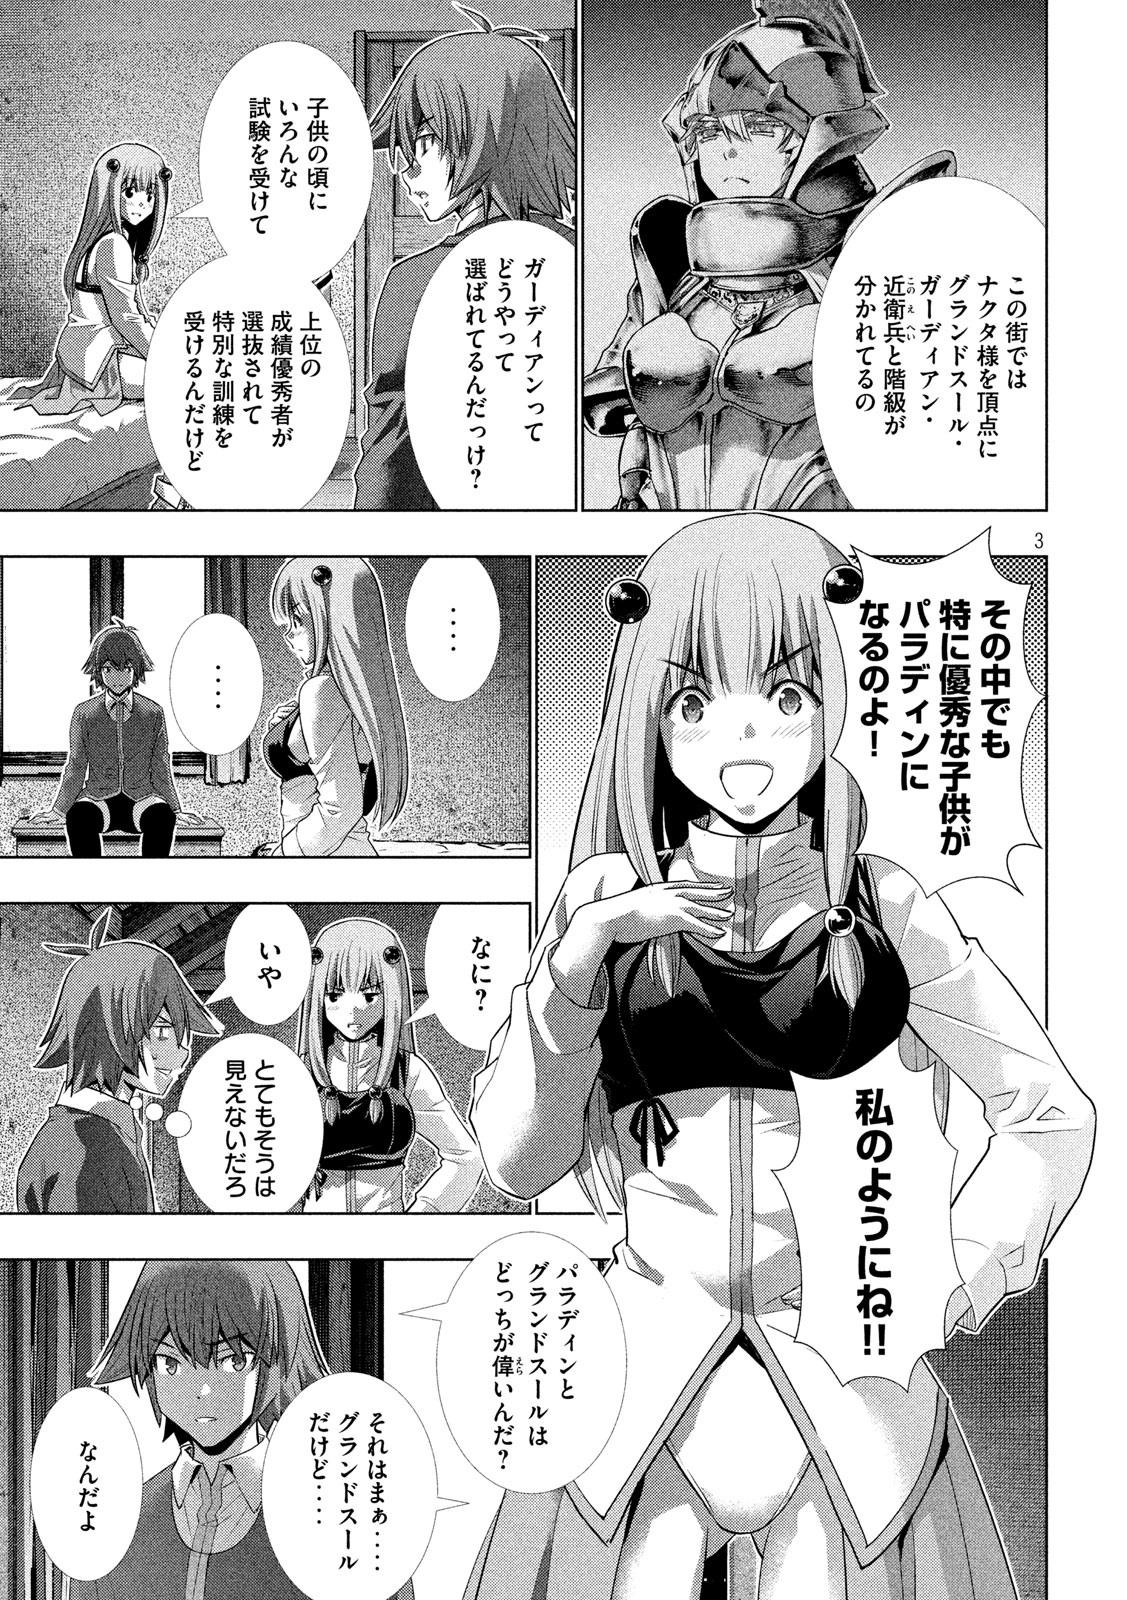 この街では
ナクタ様を頂点に
グランドスール・
ガーディアン・
近衛兵と階級が
このえへい
分かれてるの
ガーディアンって
どうやって
選ばれてるんだっけ?
子供の頃に
いろんな
試験を受けて
上位の
成績優秀者が
選抜されて
特別な訓練を
受けるんだけど
3
その中でも
特に優秀な子供が
パラディンに
なるのよ!
私のようにね!!
‥‥
‥‥
なに?
いや
とてもそうは
見えないだろ
パラディンと
グランドスールは
どっちが偉いんだ?
えら
それはまぁ‥‥
グランドスール
だけど‥‥
なんだよ